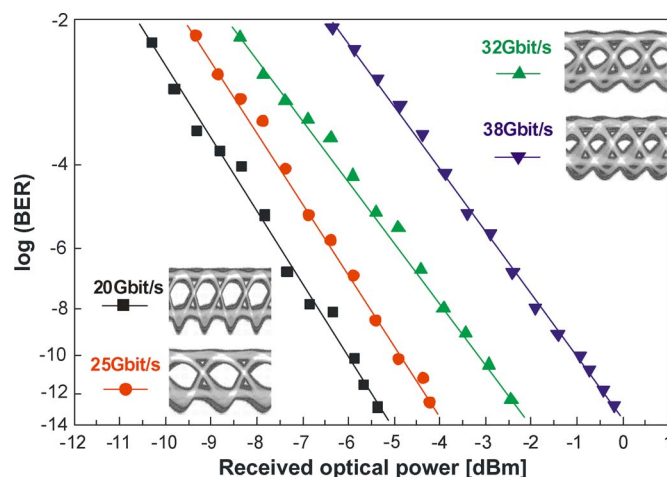 -2
-4
-6
-8
-10
-12
-14
log (BER)
32Gbit/s
38Gbit/s
20Gbit/s
25Gbit/s
-12 -11 -10 -9 -8 -7 -6 -5 -4 -3 -2 -1 0 1
Received optical power [dBm]